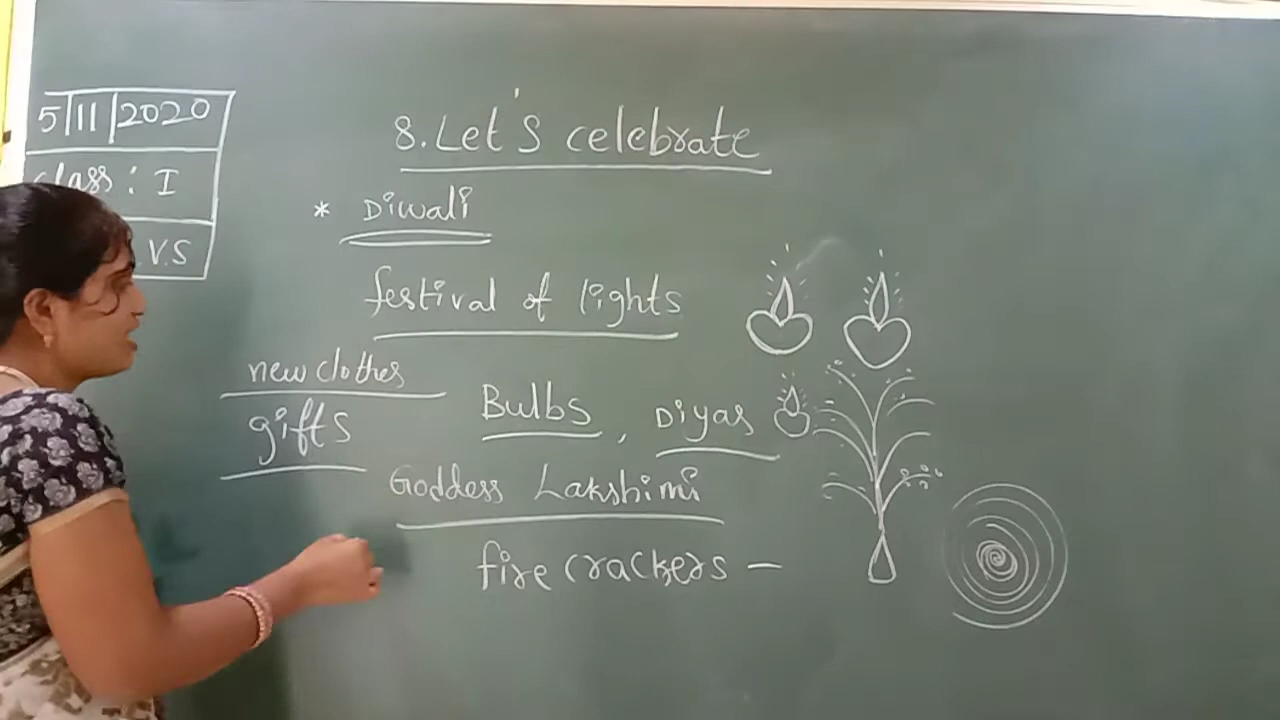 5/11/2020
class : I
.V.S
8. Let's celebrate
* Diwali
festival of lights
new clothes
gifts
Bulbs, Diyas
Goddess Lakshimi
fire crackers —